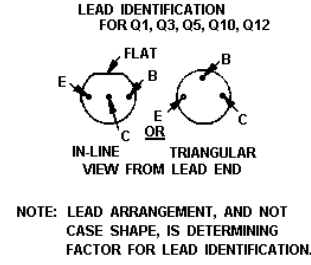 LEAD IDENTIFICATION
FOR Q1, Q3, Q5, Q10, Q12
FLAT
E
B
C
IN-LINE
OR
B
E
C
TRIANGULAR
VIEW FROM LEAD END
NOTE: LEAD ARRANGEMENT, AND NOT
CASE SHAPE, IS DETERMINING
FACTOR FOR LEAD IDENTIFICATION.